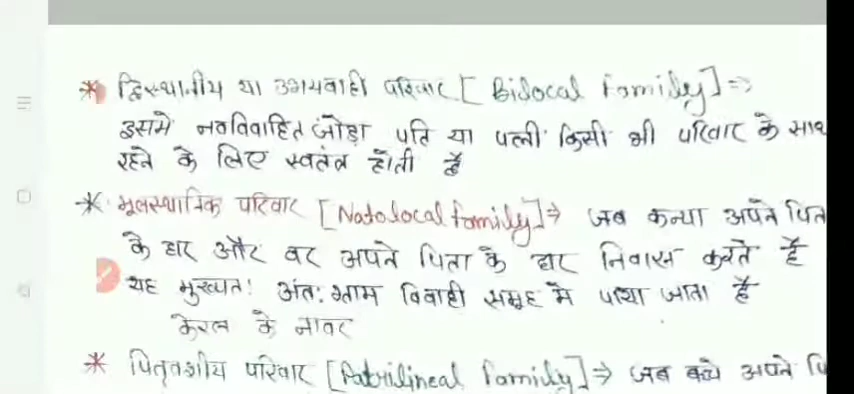 * द्विस्थानीय या उभयवाही परिवार [Bilocal Family] ⇒
इसमे नवविवाहित जोड़ा पति या पत्नी किसी भी परिवार के साथ
रहने के लिए स्वतंत्र होती है
* मूलस्थानिक परिवार [Natolocal family] ⇒ जब कन्या अपने पित
के घर और वर अपने पिता के घर निवास करते है
यह मुख्यत: अंत: ग्राम विवाही समूह मे पाया जाता है
केरल के नायर
* पितृवशीय परिवार [Patrilineal family] ⇒ जब बच्चे अपने पि